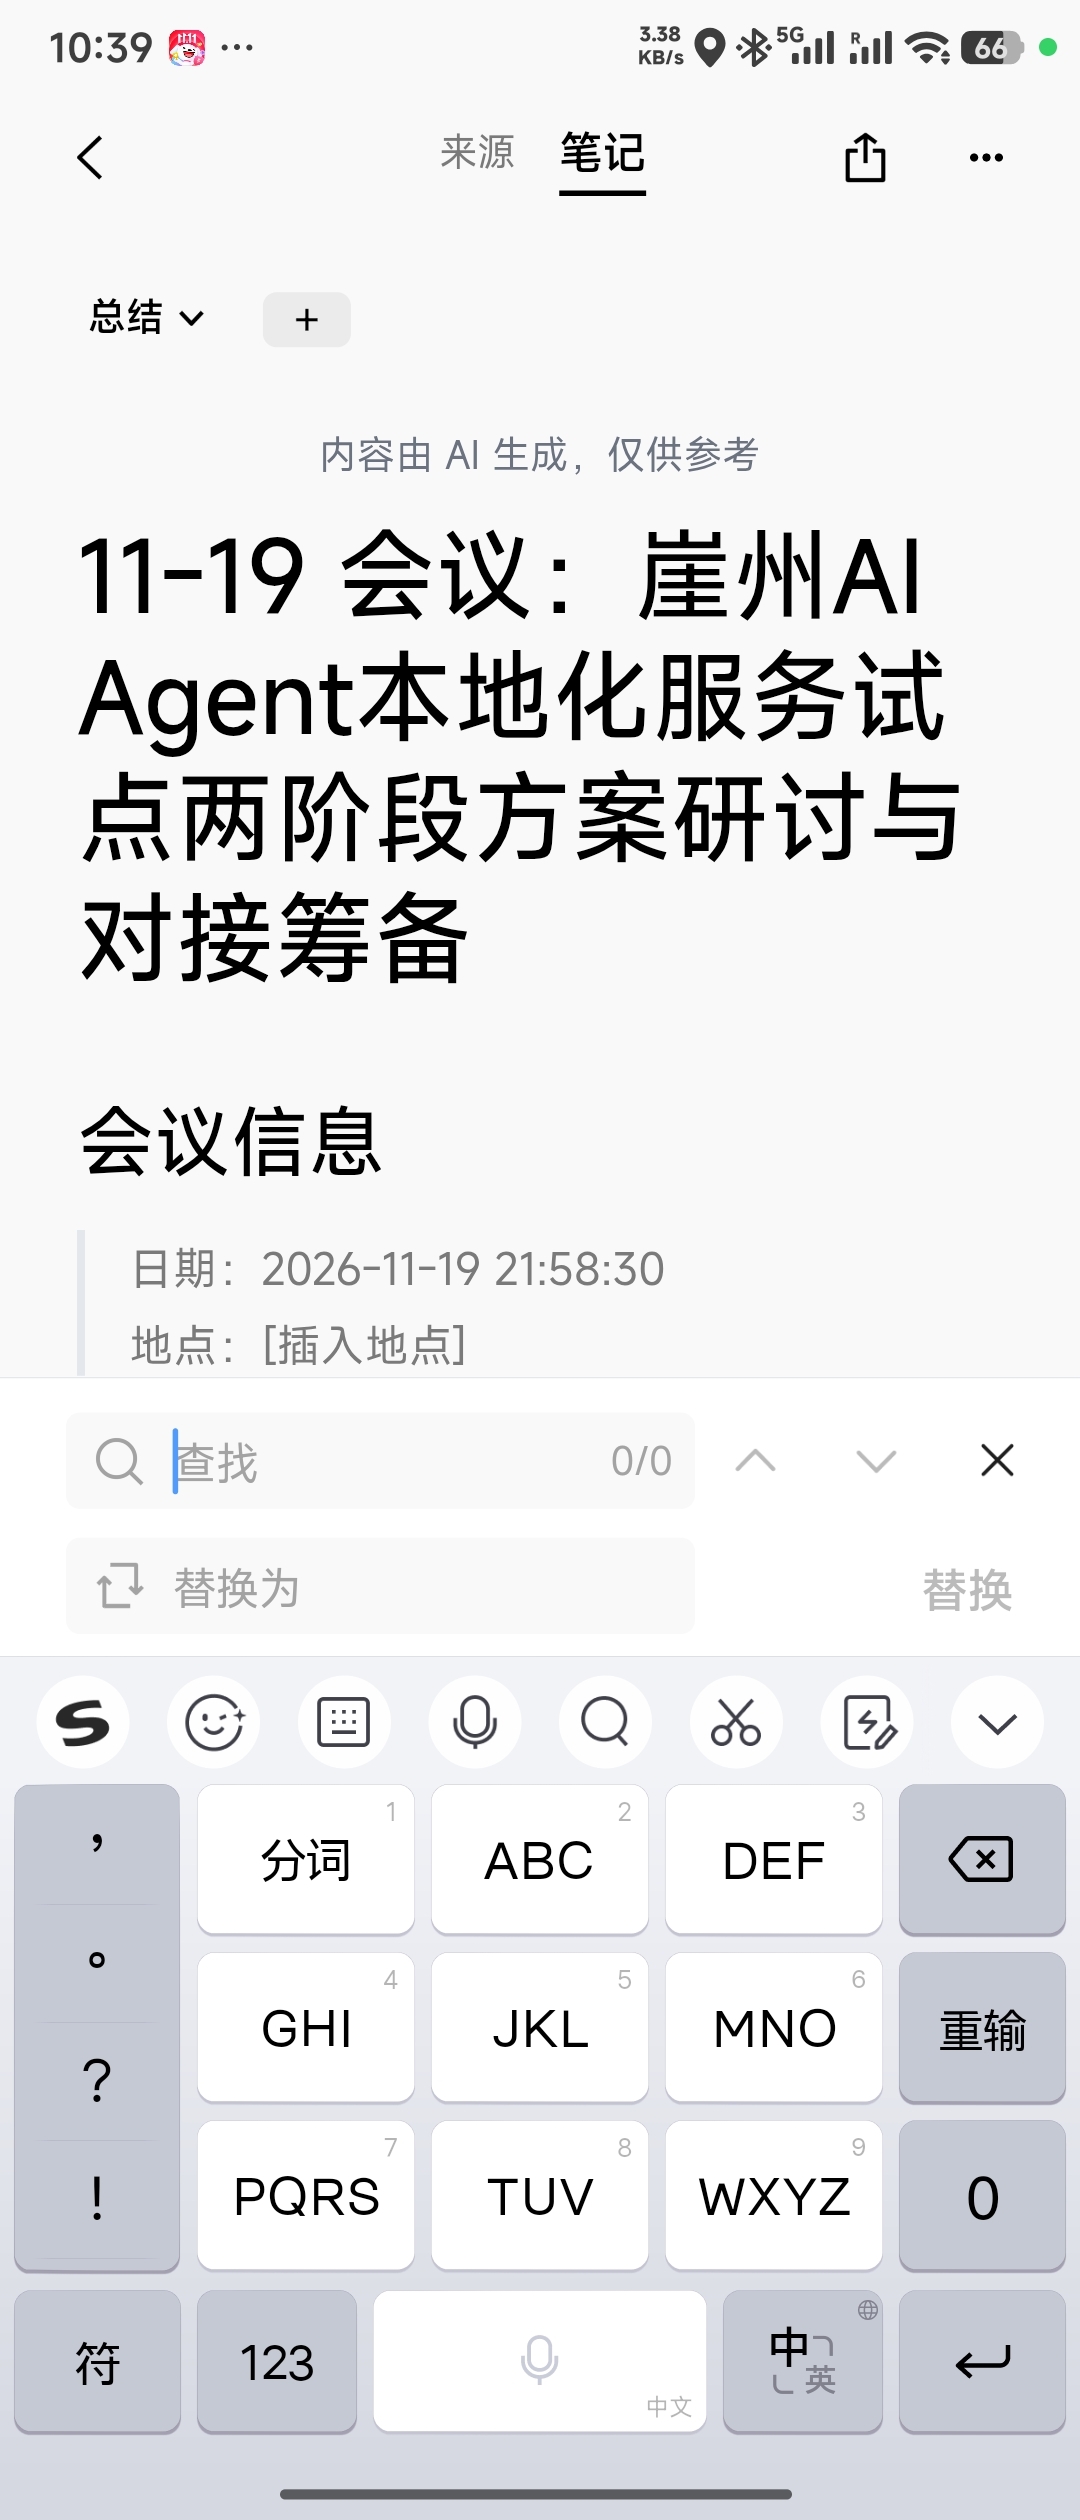 10:39
3.38
KB/s
5G
R
66
来源 笔记
总结
+
内容由 AI 生成，仅供参考
11-19 会议：崖州AI
Agent本地化服务试
点两阶段方案研讨与
对接筹备
会议信息
日期：2026-11-19 21:58:30
地点：[插入地点]
查找 0/0
替换为 替换
，
。
?
!
分词 1
ABC 2
DEF 3
GHI 4
JKL 5
MNO 6
重输
PQRS 7
TUV 8
WXYZ 9
0
符
123
中文
中
英